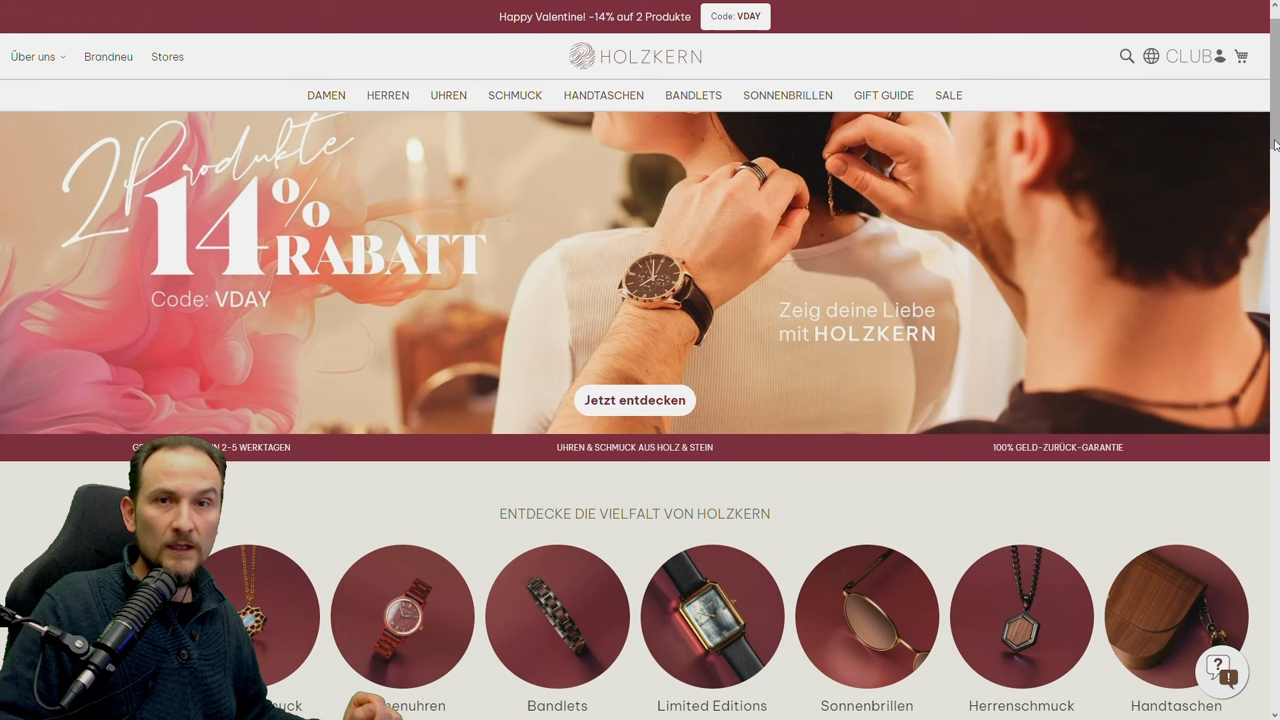 Happy Valentine! -14% auf 2 Produkte
Code: VDAY
Über uns
Brandneu
Stores
HOLZKERN
CLUB
DAMEN
HERREN
UHREN
SCHMUCK
HANDTASCHEN
BANDLETS
SONNENBRILLEN
GIFT GUIDE
SALE
2 Produkte
14%
RABATT
Code: VDAY
Zeig deine Liebe
mit HOLZKERN
Jetzt entdecken
2-5 WERKTAGEN
UHREN & SCHMUCK AUS HOLZ & STEIN
100% GELD-ZURÜCK-GARANTIE
ENTDECKE DIE VIELFALT VON HOLZKERN
Bandlets
Limited Editions
Sonnenbrillen
Herrenschmuck
Handtaschen